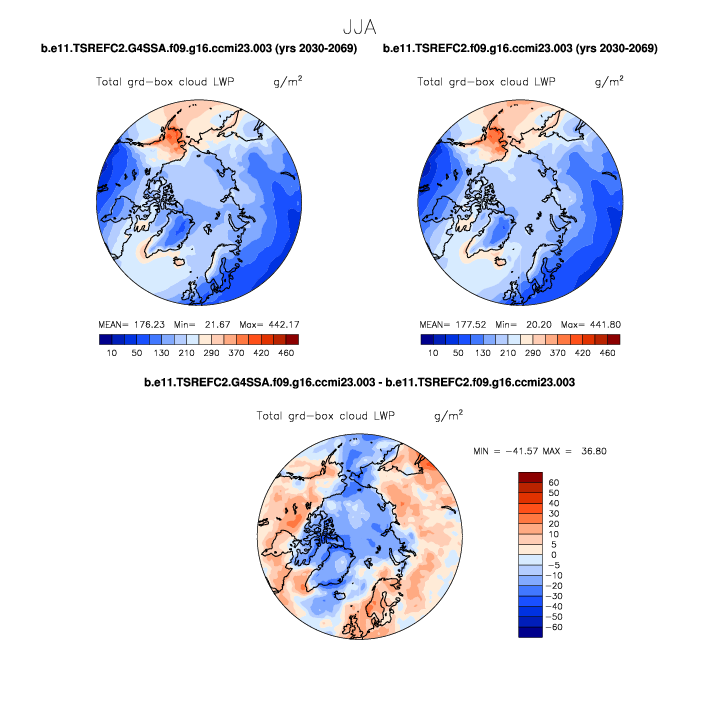 JJA
b.e11.TSREFC2.G4SSA.f09.g16.ccmi23.003 (yrs 2030-2069)
b.e11.TSREFC2.f09.g16.ccmi23.003 (yrs 2030-2069)
Total grd-box cloud LWP g/m²
Total grd-box cloud LWP g/m²
MEAN= 176.23 Min= 21.67 Max= 442.17
MEAN= 177.52 Min= 20.20 Max= 441.80
10 50 130 210 290 370 420 460
10 50 130 210 290 370 420 460
b.e11.TSREFC2.G4SSA.f09.g16.ccmi23.003 - b.e11.TSREFC2.f09.g16.ccmi23.003
Total grd-box cloud LWP g/m²
MIN = -41.57 MAX = 36.80
60
50
40
30
20
10
5
0
-5
-10
-20
-30
-40
-50
-60